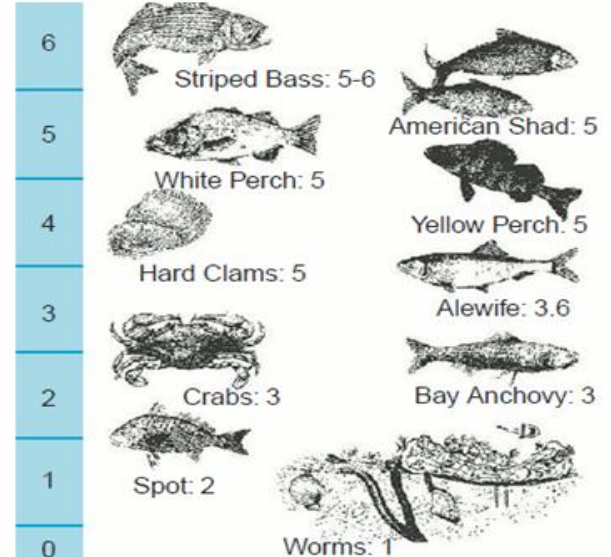 6
Striped Bass: 5-6
American Shad: 5
5
White Perch: 5
4
Yellow Perch: 5
Hard Clams: 5
3
Alewife: 3.6
2
Crabs: 3
Bay Anchovy: 3
1
Spot: 2
0
Worms: 1